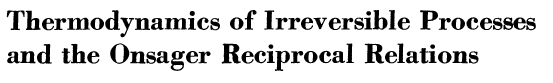 Thermodynamics of Irreversible Processes
and the Onsager Reciprocal Relations